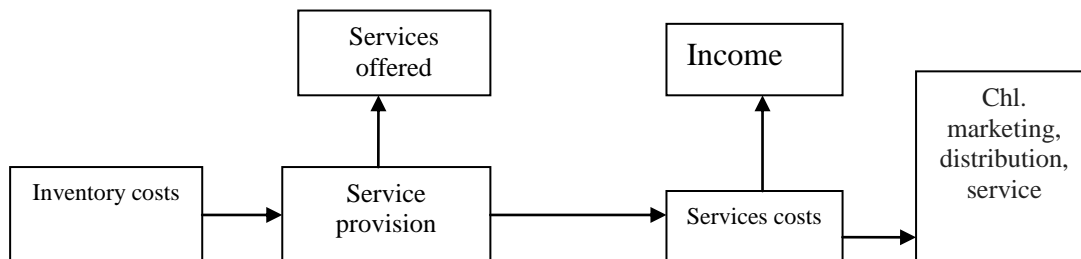 Services
offered
Income
Chl.
marketing,
distribution,
service
Inventory costs
Service
provision
Services costs